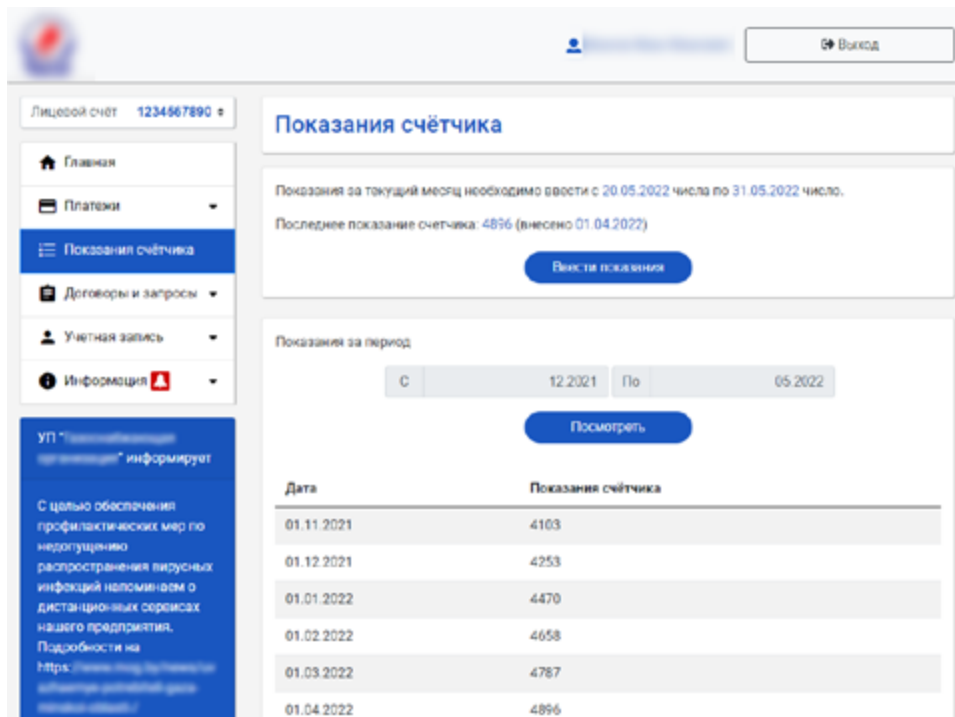 Выход
Лицевой счёт 1234567890
Показания счётчика
Главная
Платежи
Показания счётчика
Договоры и запросы
Учетная запись
Информация
УП "
" информирует
С целью обеспечения
профилактических мер по
недопущению
распространения вирусных
инфекций напоминаем о
дистанционных сервисах
нашего предприятия.
Подробности на
https:
Показания за текущий месяц необходимо ввести с 20.05.2022 числа по 31.05.2022 число.
Последнее показание счетчика: 4896 (внесено 01.04.2022)
Ввести показания
Показания за период
С 12.2021 По 05.2022
Посмотреть
Дата Показания счётчика
01.11.2021 4103
01.12.2021 4253
01.01.2022 4470
01.02.2022 4658
01.03.2022 4787
01.04.2022 4896